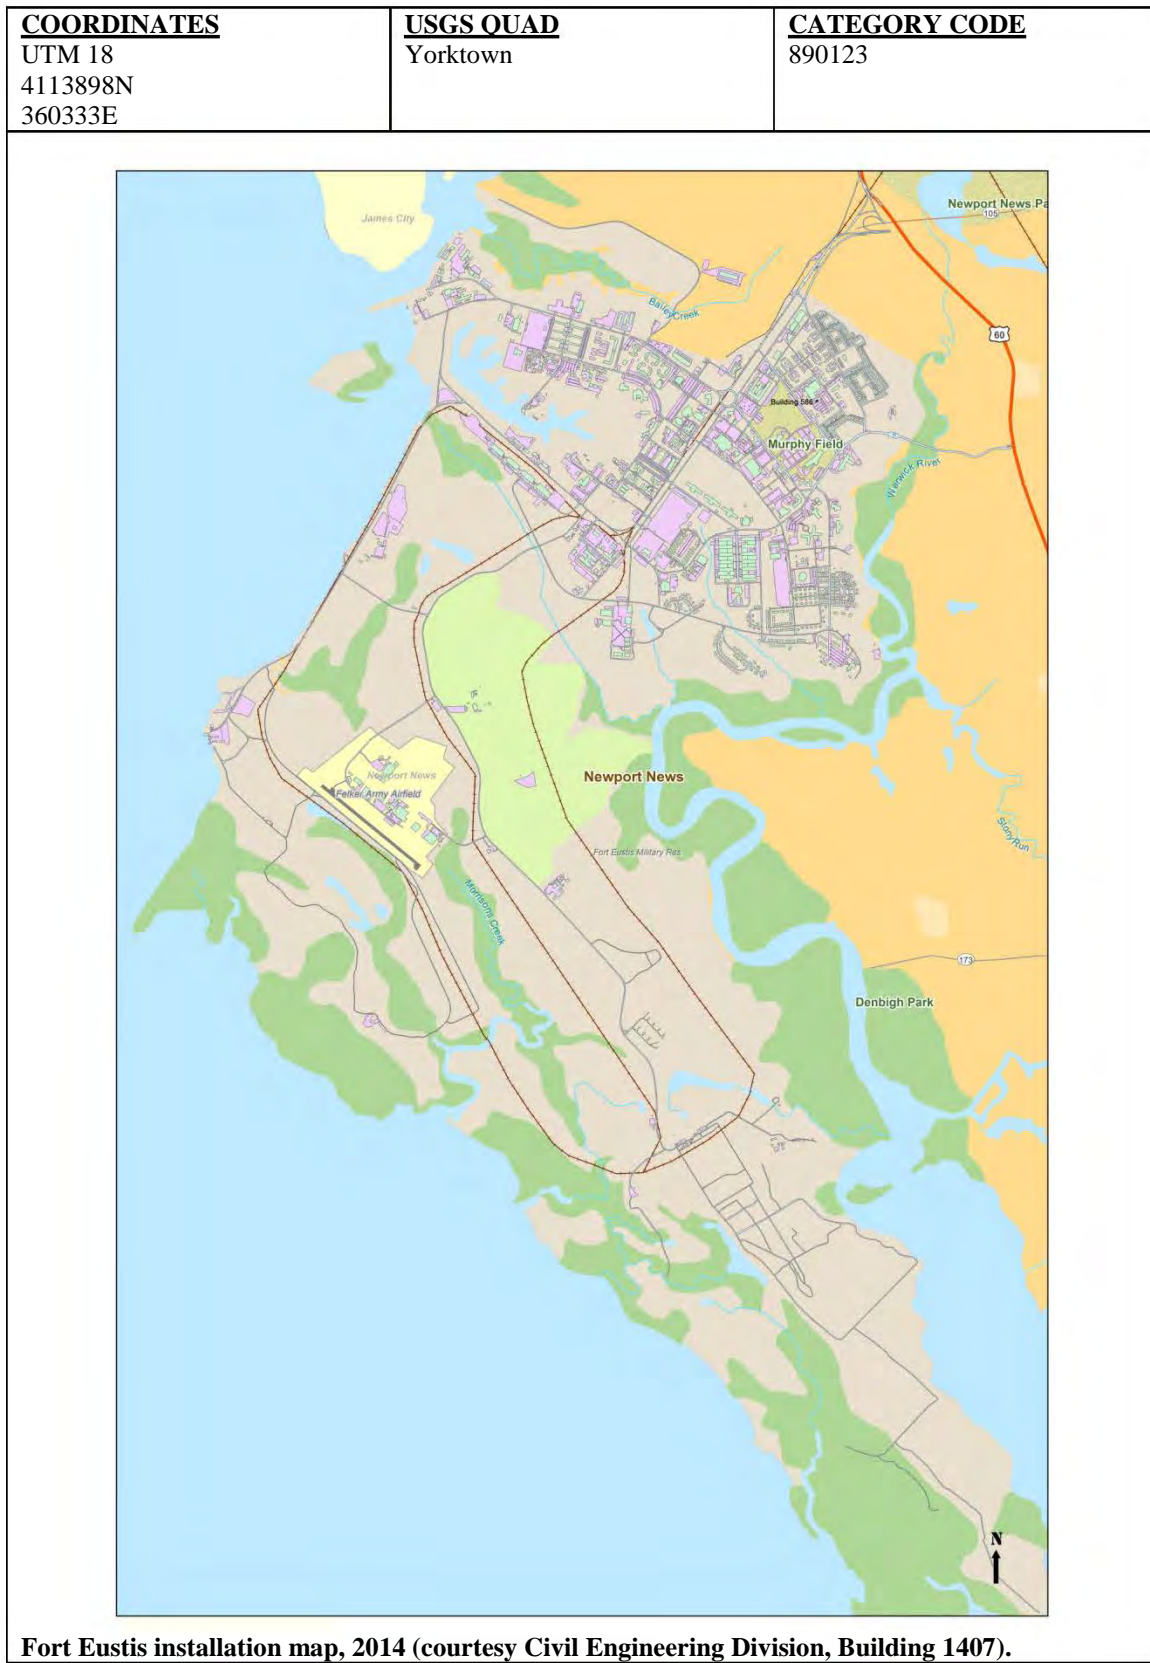 COORDINATES
UTM 18
4113898N
360333E
USGS QUAD
Yorktown
CATEGORY CODE
890123
James City
Newport News Pa
105
Bailey Creek
60
Building 586
Murphy Field
Warwick River
Newport News
Felker Army Airfield
Newport News
Fort Eustis Military Res
Stony Run
Morrisons Creek
173
Denbigh Park
N
Fort Eustis installation map, 2014 (courtesy Civil Engineering Division, Building 1407).